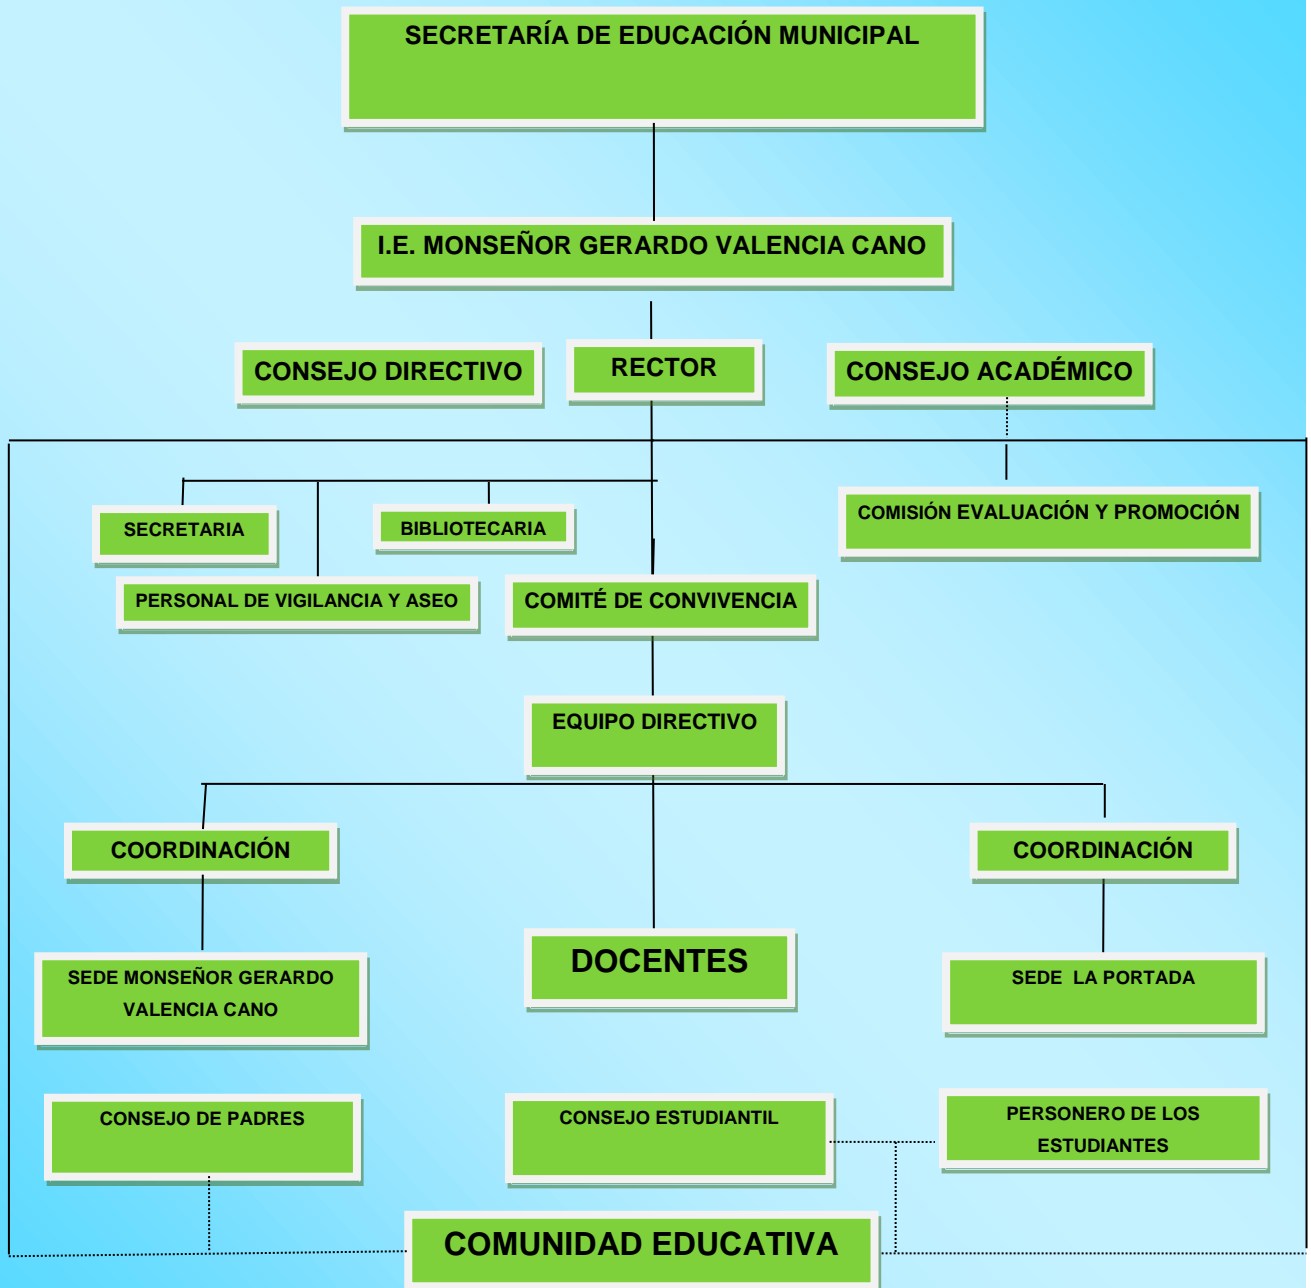 SECRETARÍA DE EDUCACIÓN MUNICIPAL
I.E. MONSEÑOR GERARDO VALENCIA CANO
CONSEJO DIRECTIVO
RECTOR
CONSEJO ACADÉMICO
SECRETARIA
BIBLIOTECARIA
COMISIÓN EVALUACIÓN Y PROMOCIÓN
PERSONAL DE VIGILANCIA Y ASEO
COMITÉ DE CONVIVENCIA
EQUIPO DIRECTIVO
COORDINACIÓN
COORDINACIÓN
SEDE MONSEÑOR GERARDO
VALENCIA CANO
DOCENTES
SEDE LA PORTADA
CONSEJO DE PADRES
CONSEJO ESTUDIANTIL
PERSONERO DE LOS
ESTUDIANTES
COMUNIDAD EDUCATIVA